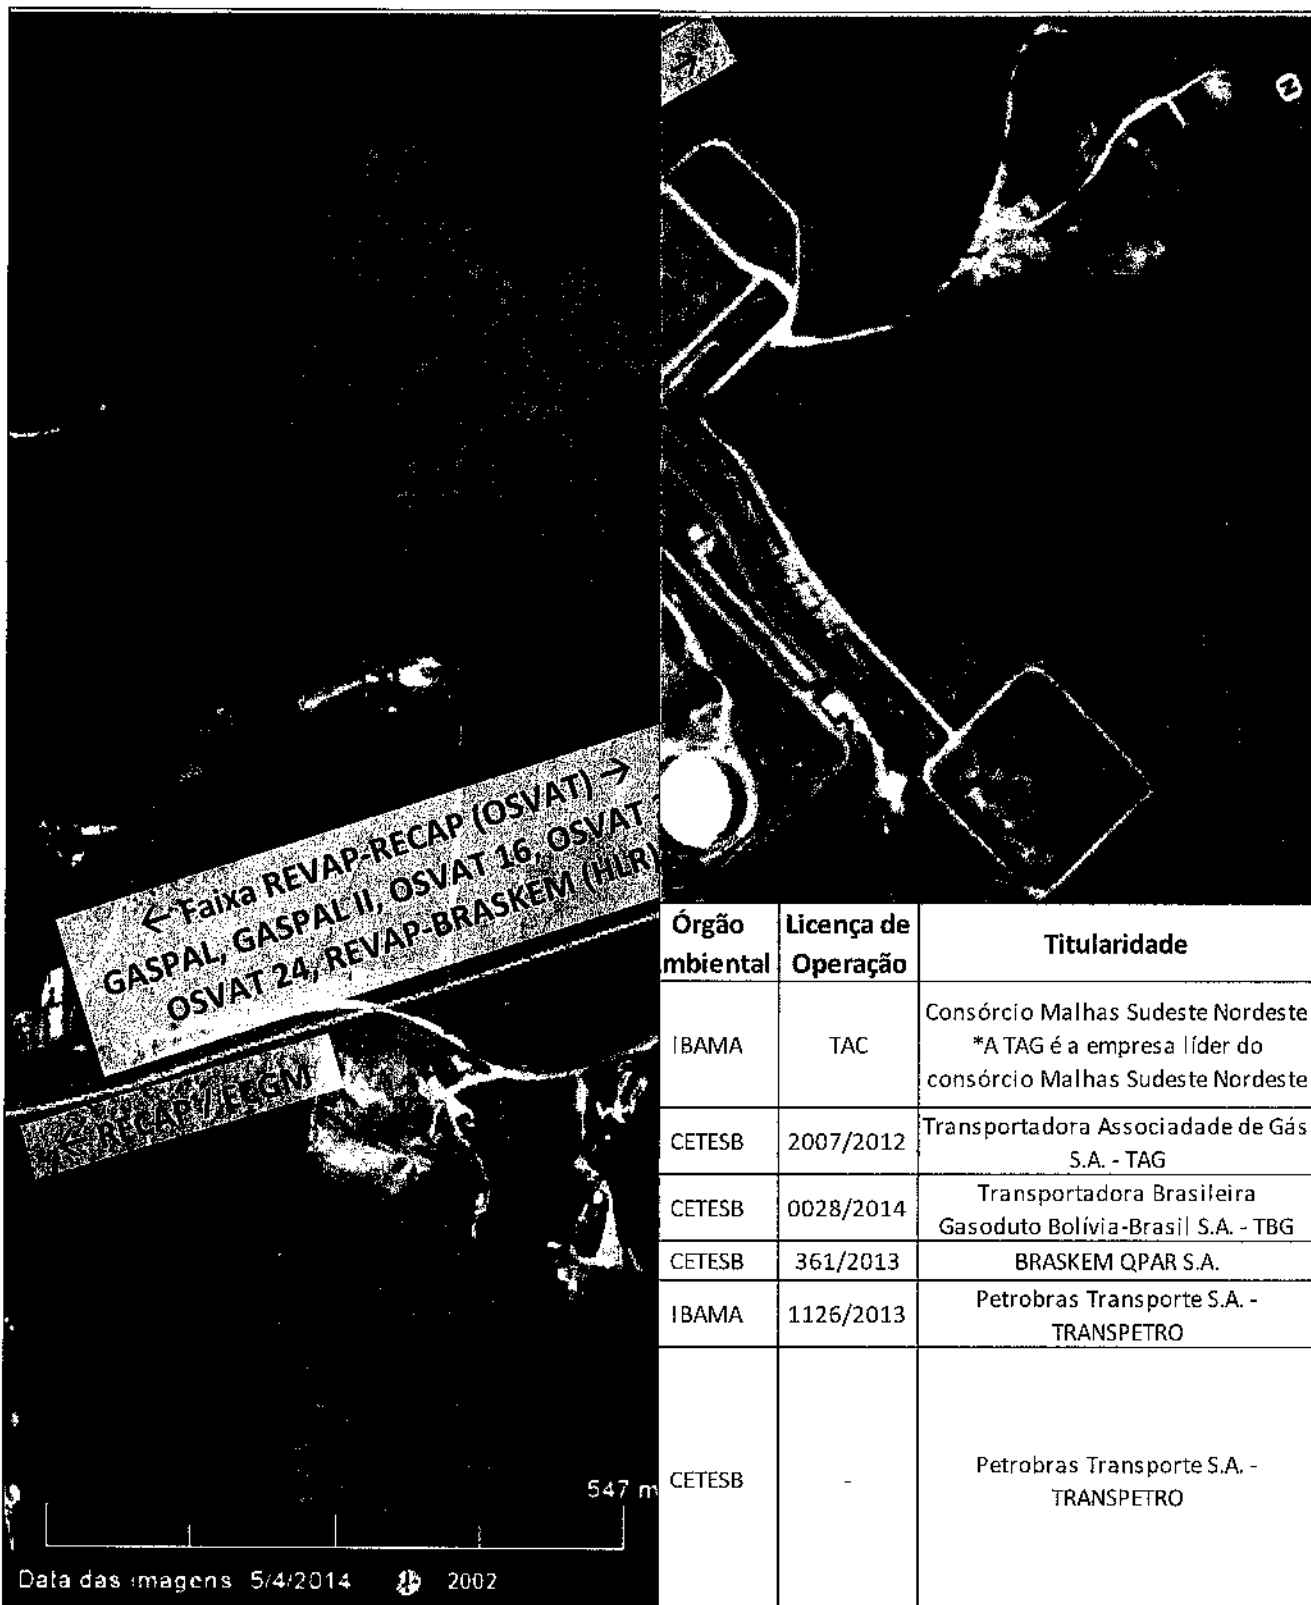 ← Faixa REVAP-RECAP (OSVAT) →
GASPAL, GASPAL II, OSVAT 16, OSVAT
OSVAT 24, REVAP-BRASKEM (HLR)
← RECAP / EEGM
547 m
Data das imagens 5/4/2014 2002
Órgão
mbiental
Licença de
Operação
Titularidade
IBAMA
TAC
Consórcio Malhas Sudeste Nordeste
*A TAG é a empresa líder do
consórcio Malhas Sudeste Nordeste
CETESB
2007/2012
Transportadora Associadade de Gás
S.A. - TAG
CETESB
0028/2014
Transportadora Brasileira
Gasoduto Bolívia-Brasil S.A. - TBG
CETESB
361/2013
BRASKEM QPAR S.A.
IBAMA
1126/2013
Petrobras Transporte S.A. -
TRANSPETRO
CETESB
-
Petrobras Transporte S.A. -
TRANSPETRO